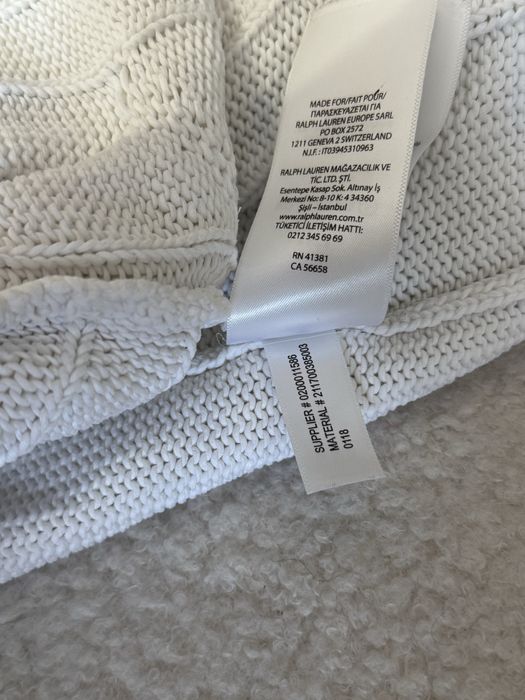 MADE FOR/FAIT POUR/
ΠΑΡΑΣΚΕΥΑΖΕΤΑΙ ΓΙΑ
RALPH LAUREN EUROPE SARL
PO BOX 2572
1211 GENEVA 2 SWITZERLAND
N.I.F.: IT03945310963
RALPH LAUREN MAĞAZACILIK VE
TİC. LTD. ŞTİ.
Esentepe Kasap Sok. Altınay İş
Merkezi No: 8-10 K: 4 34360
Şişli – İstanbul
www.ralphlauren.com.tr
TÜKETİCİ İLETİŞİM HATTI:
0212 345 69 69
RN 41381
CA 56658
SUPPLIER # 0200011586
MATERIAL # 211700385003
0118